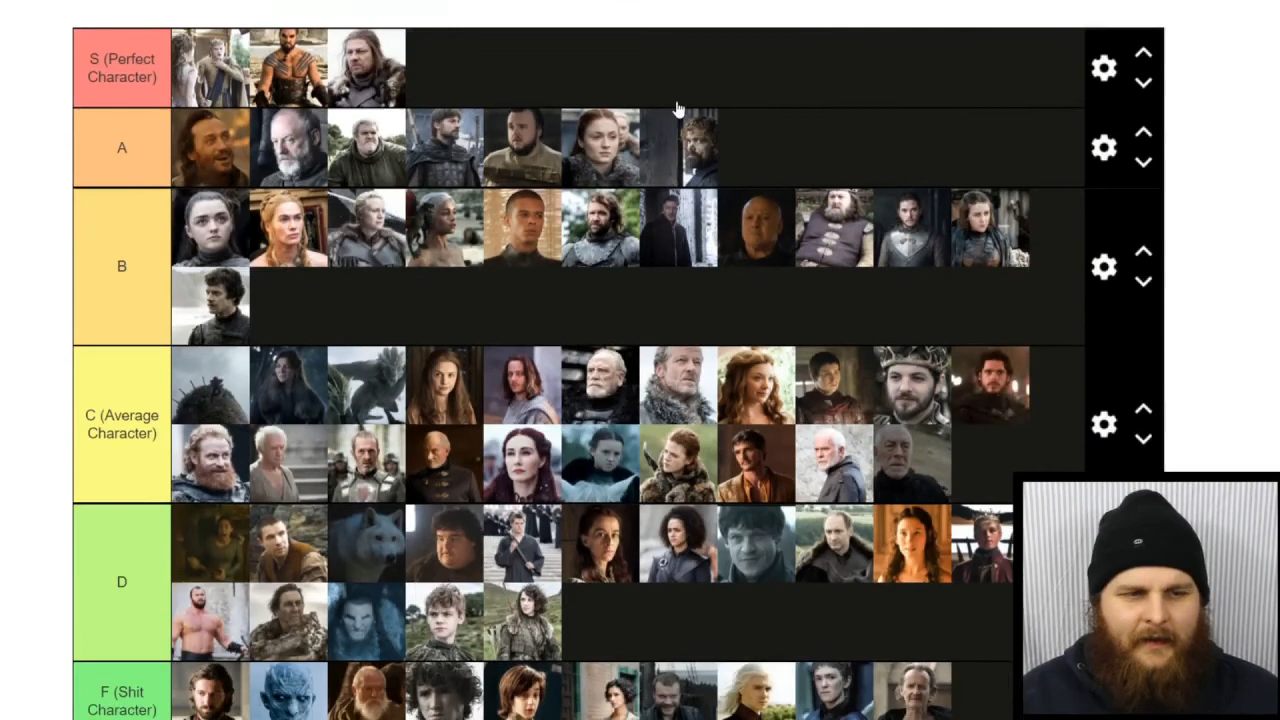 S (Perfect
Character)
A
B
C (Average
Character)
D
F (Shit
Character)